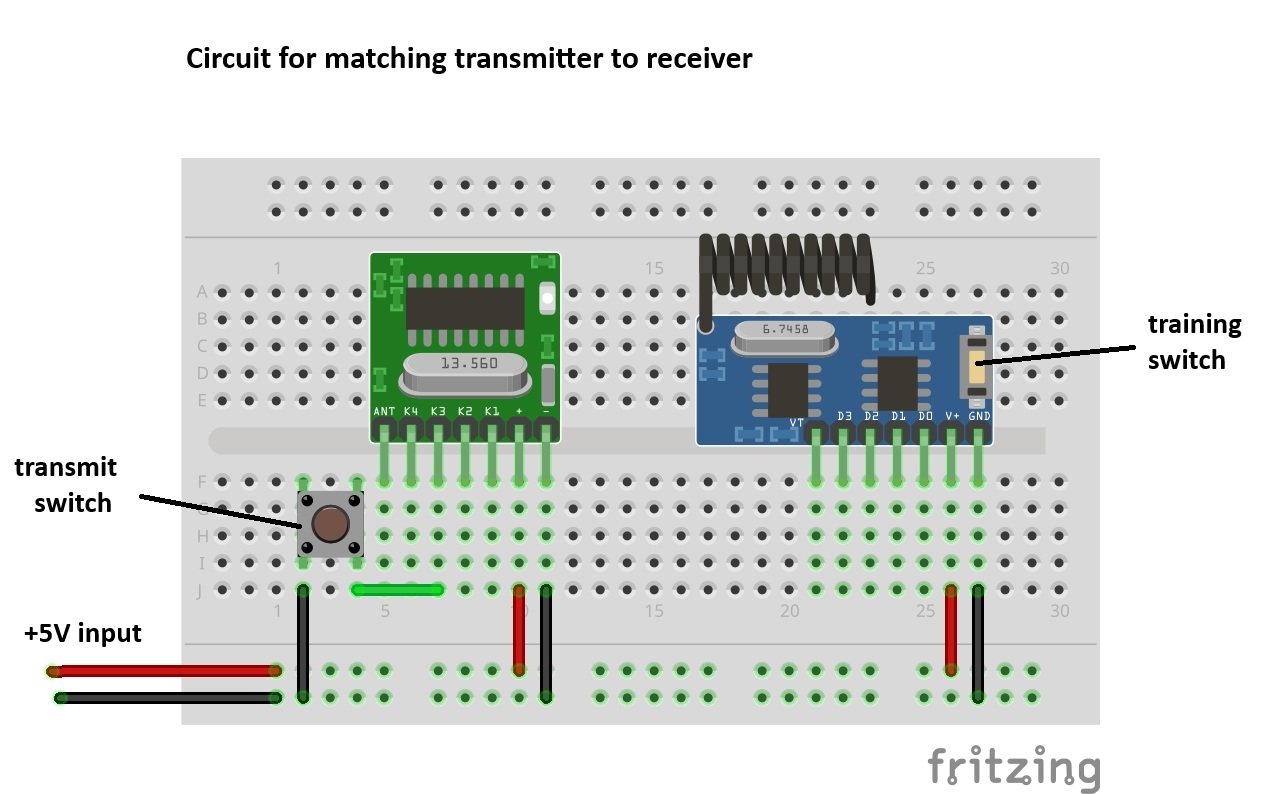 Circuit for matching transmitter to receiver
1 15 25 30
A
B
C
D
E
13.560
ANT K4 K3 K2 K1 + -
6.7458
VT D3 D2 D1 D0 V+ GND
training
switch
transmit
switch
F
H
I
J
1 5 15 20 25 30
+5V input
fritzing